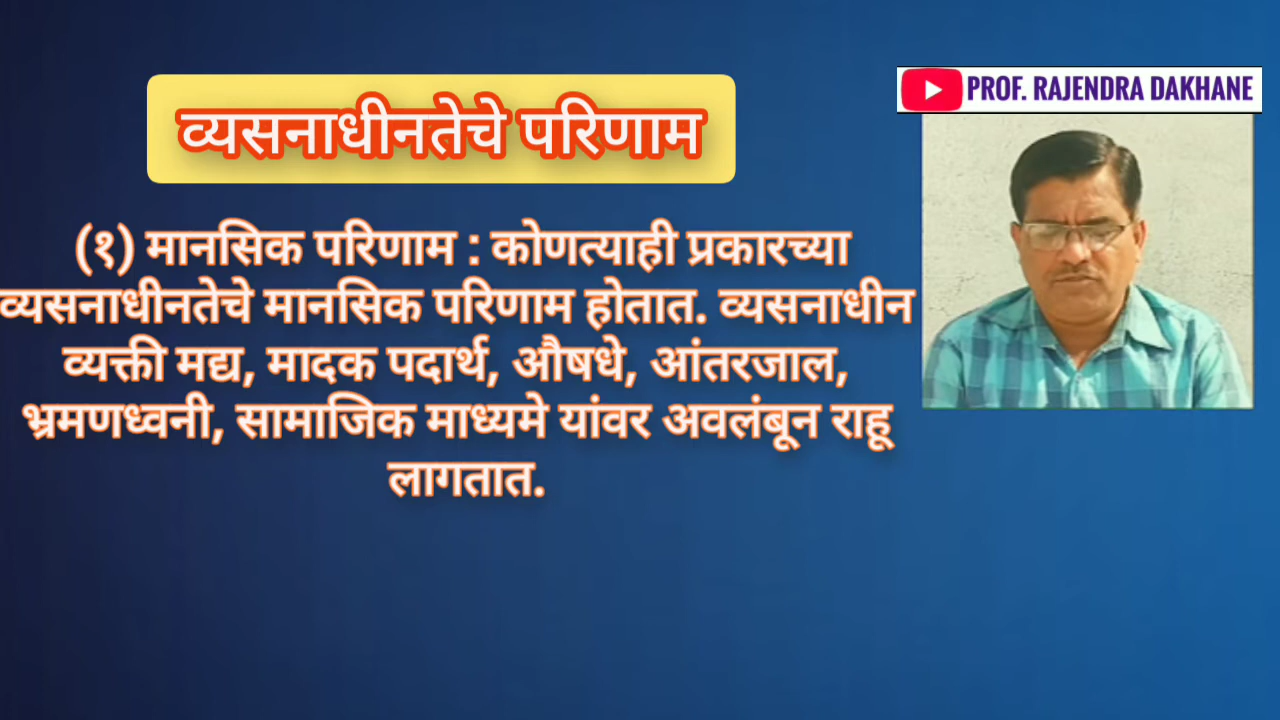 व्यसनाधीनतेचे परिणाम
PROF. RAJENDRA DAKHANE
(१) मानसिक परिणाम : कोणत्याही प्रकारच्या
व्यसनाधीनतेचे मानसिक परिणाम होतात. व्यसनाधीन
व्यक्ती मद्य, मादक पदार्थ, औषधे, आंतरजाल,
भ्रमणध्वनी, सामाजिक माध्यमे यांवर अवलंबून राहू
लागतात.